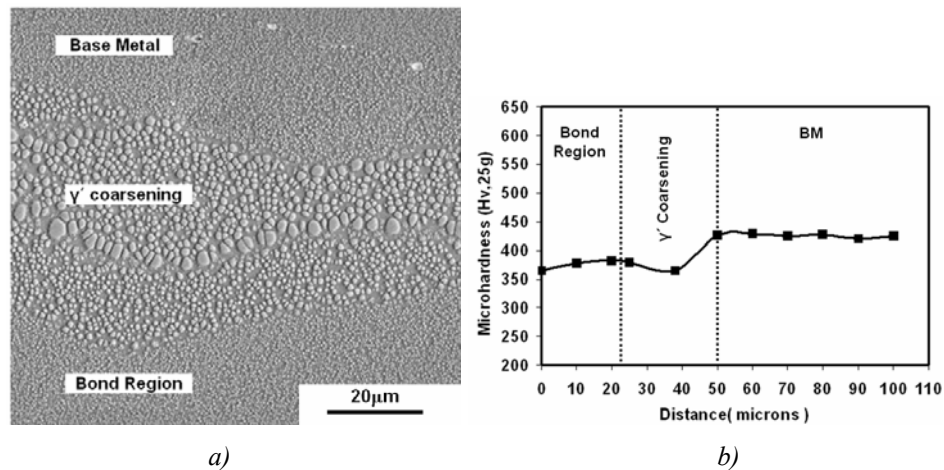 Base Metal
γ´ coarsening
Bond Region
20μm
a)
650
600
550
500
450
400
350
300
250
200
Microhardness (Hv,25g)
Bond
Region
γ´ Coarsening
BM
0 10 20 30 40 50 60 70 80 90 100 110
Distance( microns )
b)